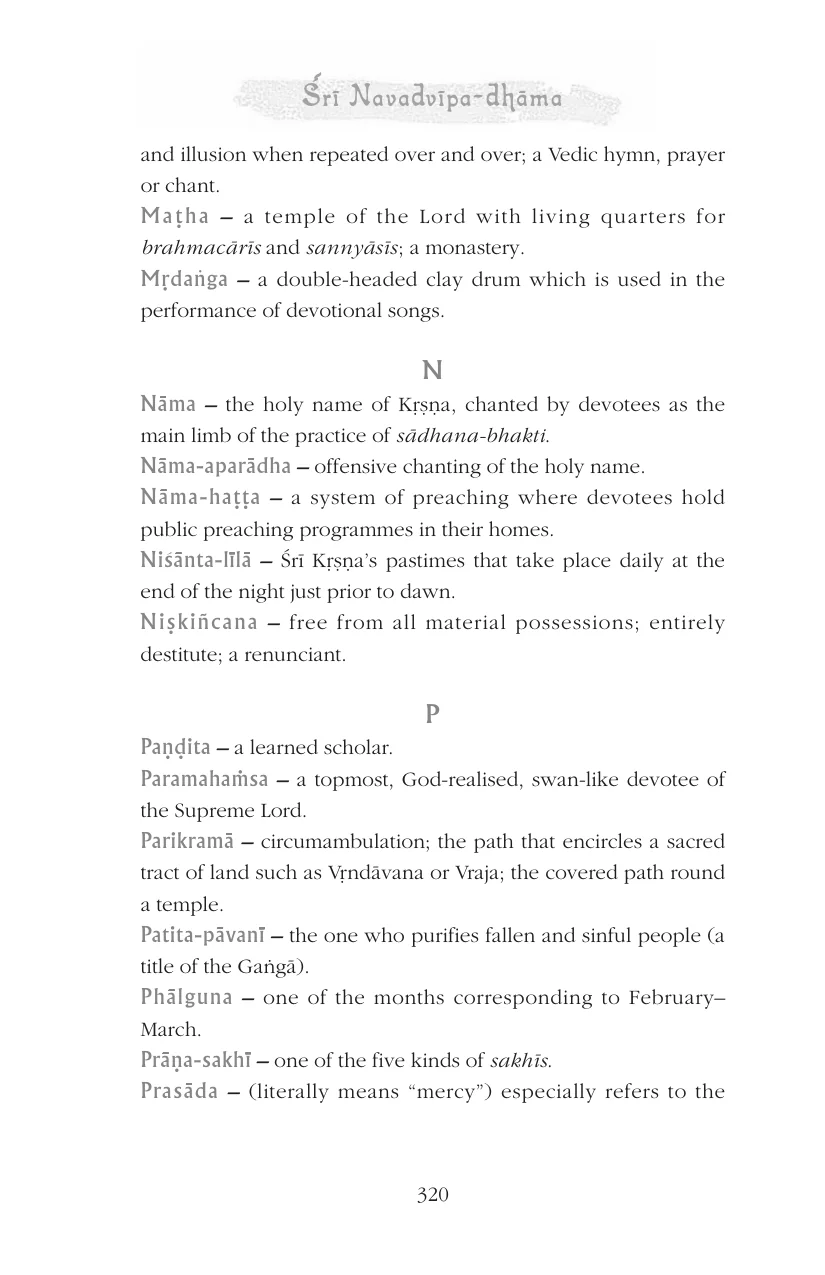 Śrī Navadvīpa-dhāma
and illusion when repeated over and over; a Vedic hymn, prayer
or chant.
Maṭha – a temple of the Lord with living quarters for
brahmacārīs and sannyāsīs; a monastery.
Mṛdaṅga – a double-headed clay drum which is used in the
performance of devotional songs.
N
Nāma – the holy name of Kṛṣṇa, chanted by devotees as the
main limb of the practice of sādhana-bhakti.
Nāma-aparādha – offensive chanting of the holy name.
Nāma-haṭṭa – a system of preaching where devotees hold
public preaching programmes in their homes.
Niśānta-līlā – Śrī Kṛṣṇa’s pastimes that take place daily at the
end of the night just prior to dawn.
Niṣkiñcana – free from all material possessions; entirely
destitute; a renunciant.
P
Paṇḍita – a learned scholar.
Paramahaṁsa – a topmost, God-realised, swan-like devotee of
the Supreme Lord.
Parikramā – circumambulation; the path that encircles a sacred
tract of land such as Vṛndāvana or Vraja; the covered path round
a temple.
Patita-pāvanī – the one who purifies fallen and sinful people (a
title of the Gaṅgā).
Phālguna – one of the months corresponding to February–
March.
Prāṇa-sakhī – one of the five kinds of sakhīs.
Prasāda – (literally means “mercy”) especially refers to the
320